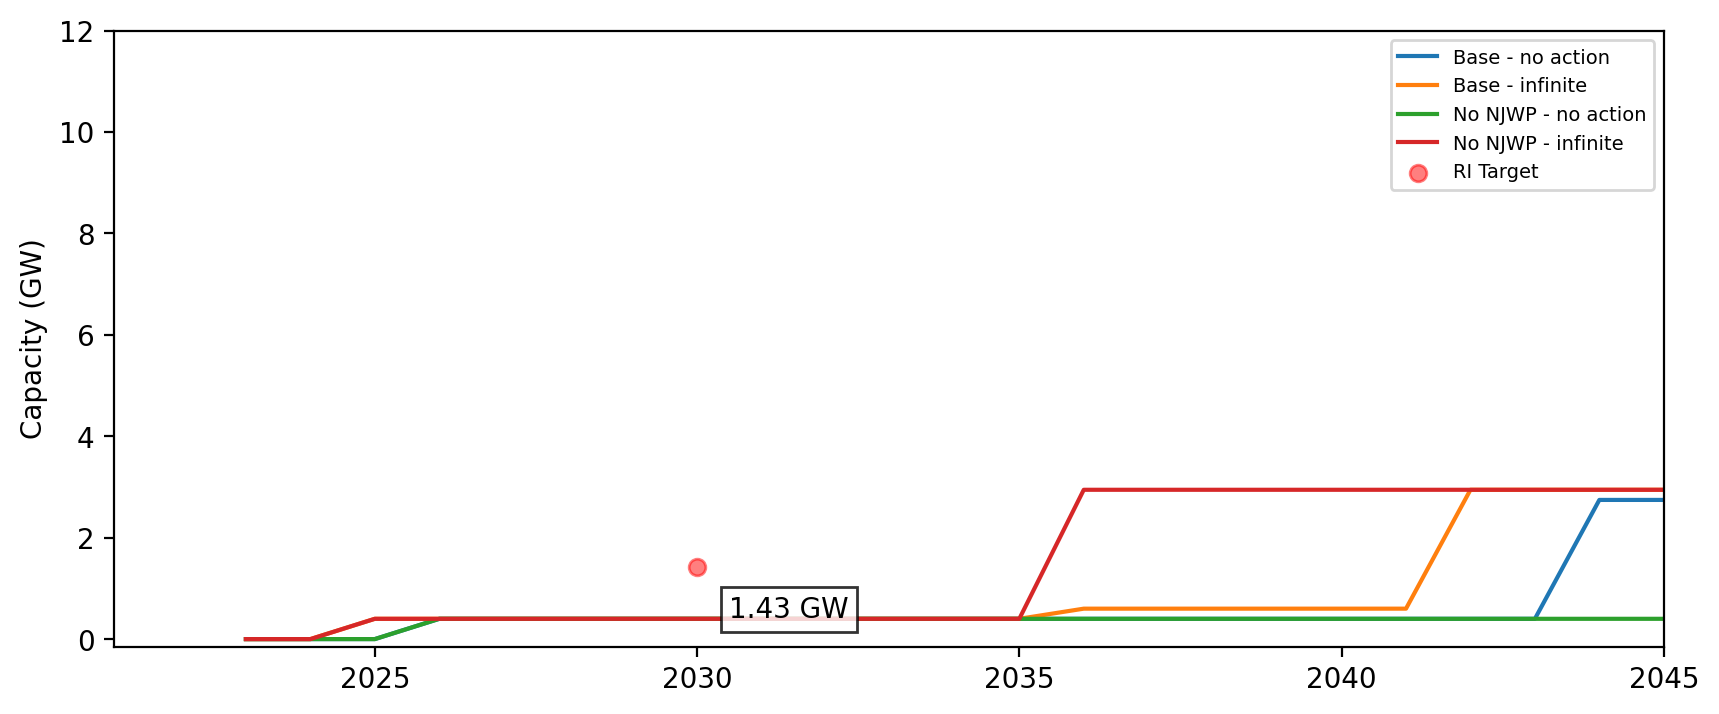 12
10
8
6
4
2
0
Capacity (GW)
2025
2030
2035
2040
2045
Base - no action
Base - infinite
No NJWP - no action
No NJWP - infinite
RI Target
1.43 GW